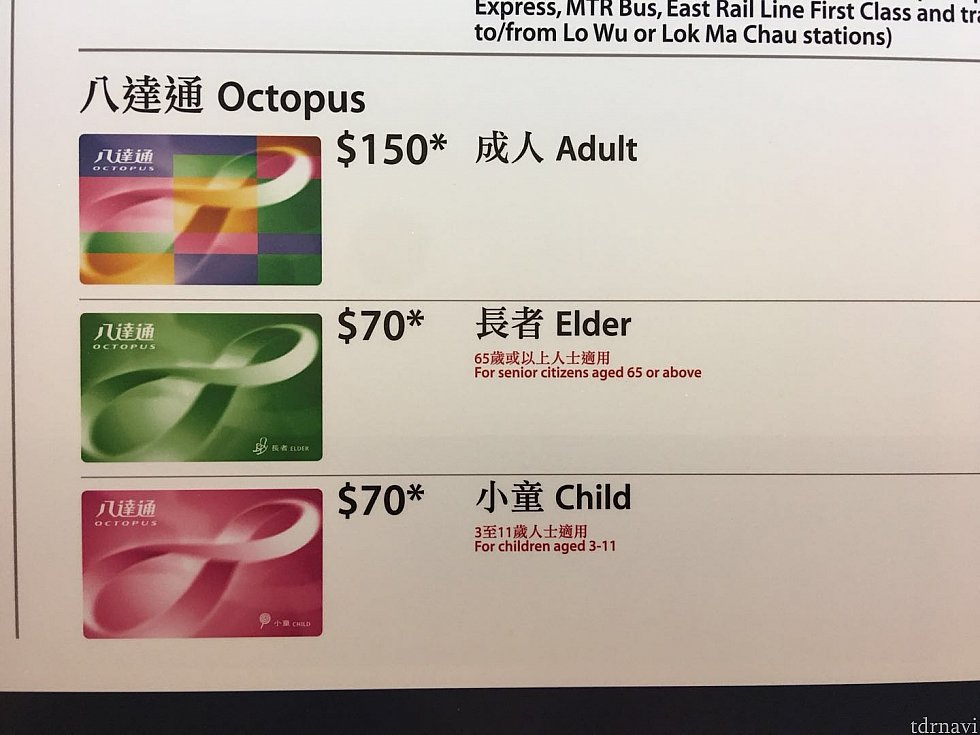 Express, MTR Bus, East Rail Line First Class and
to/from Lo Wu or Lok Ma Chau stations)
八達通 Octopus
八達通
OCTOPUS
$150* 成人 Adult
八達通
OCTOPUS
長者 ELDER
$70* 長者 Elder
65歲或以上人士適用
For senior citizens aged 65 or above
八達通
OCTOPUS
小童 CHILD
$70* 小童 Child
3至11歲人士適用
For children aged 3-11
tdrnavi